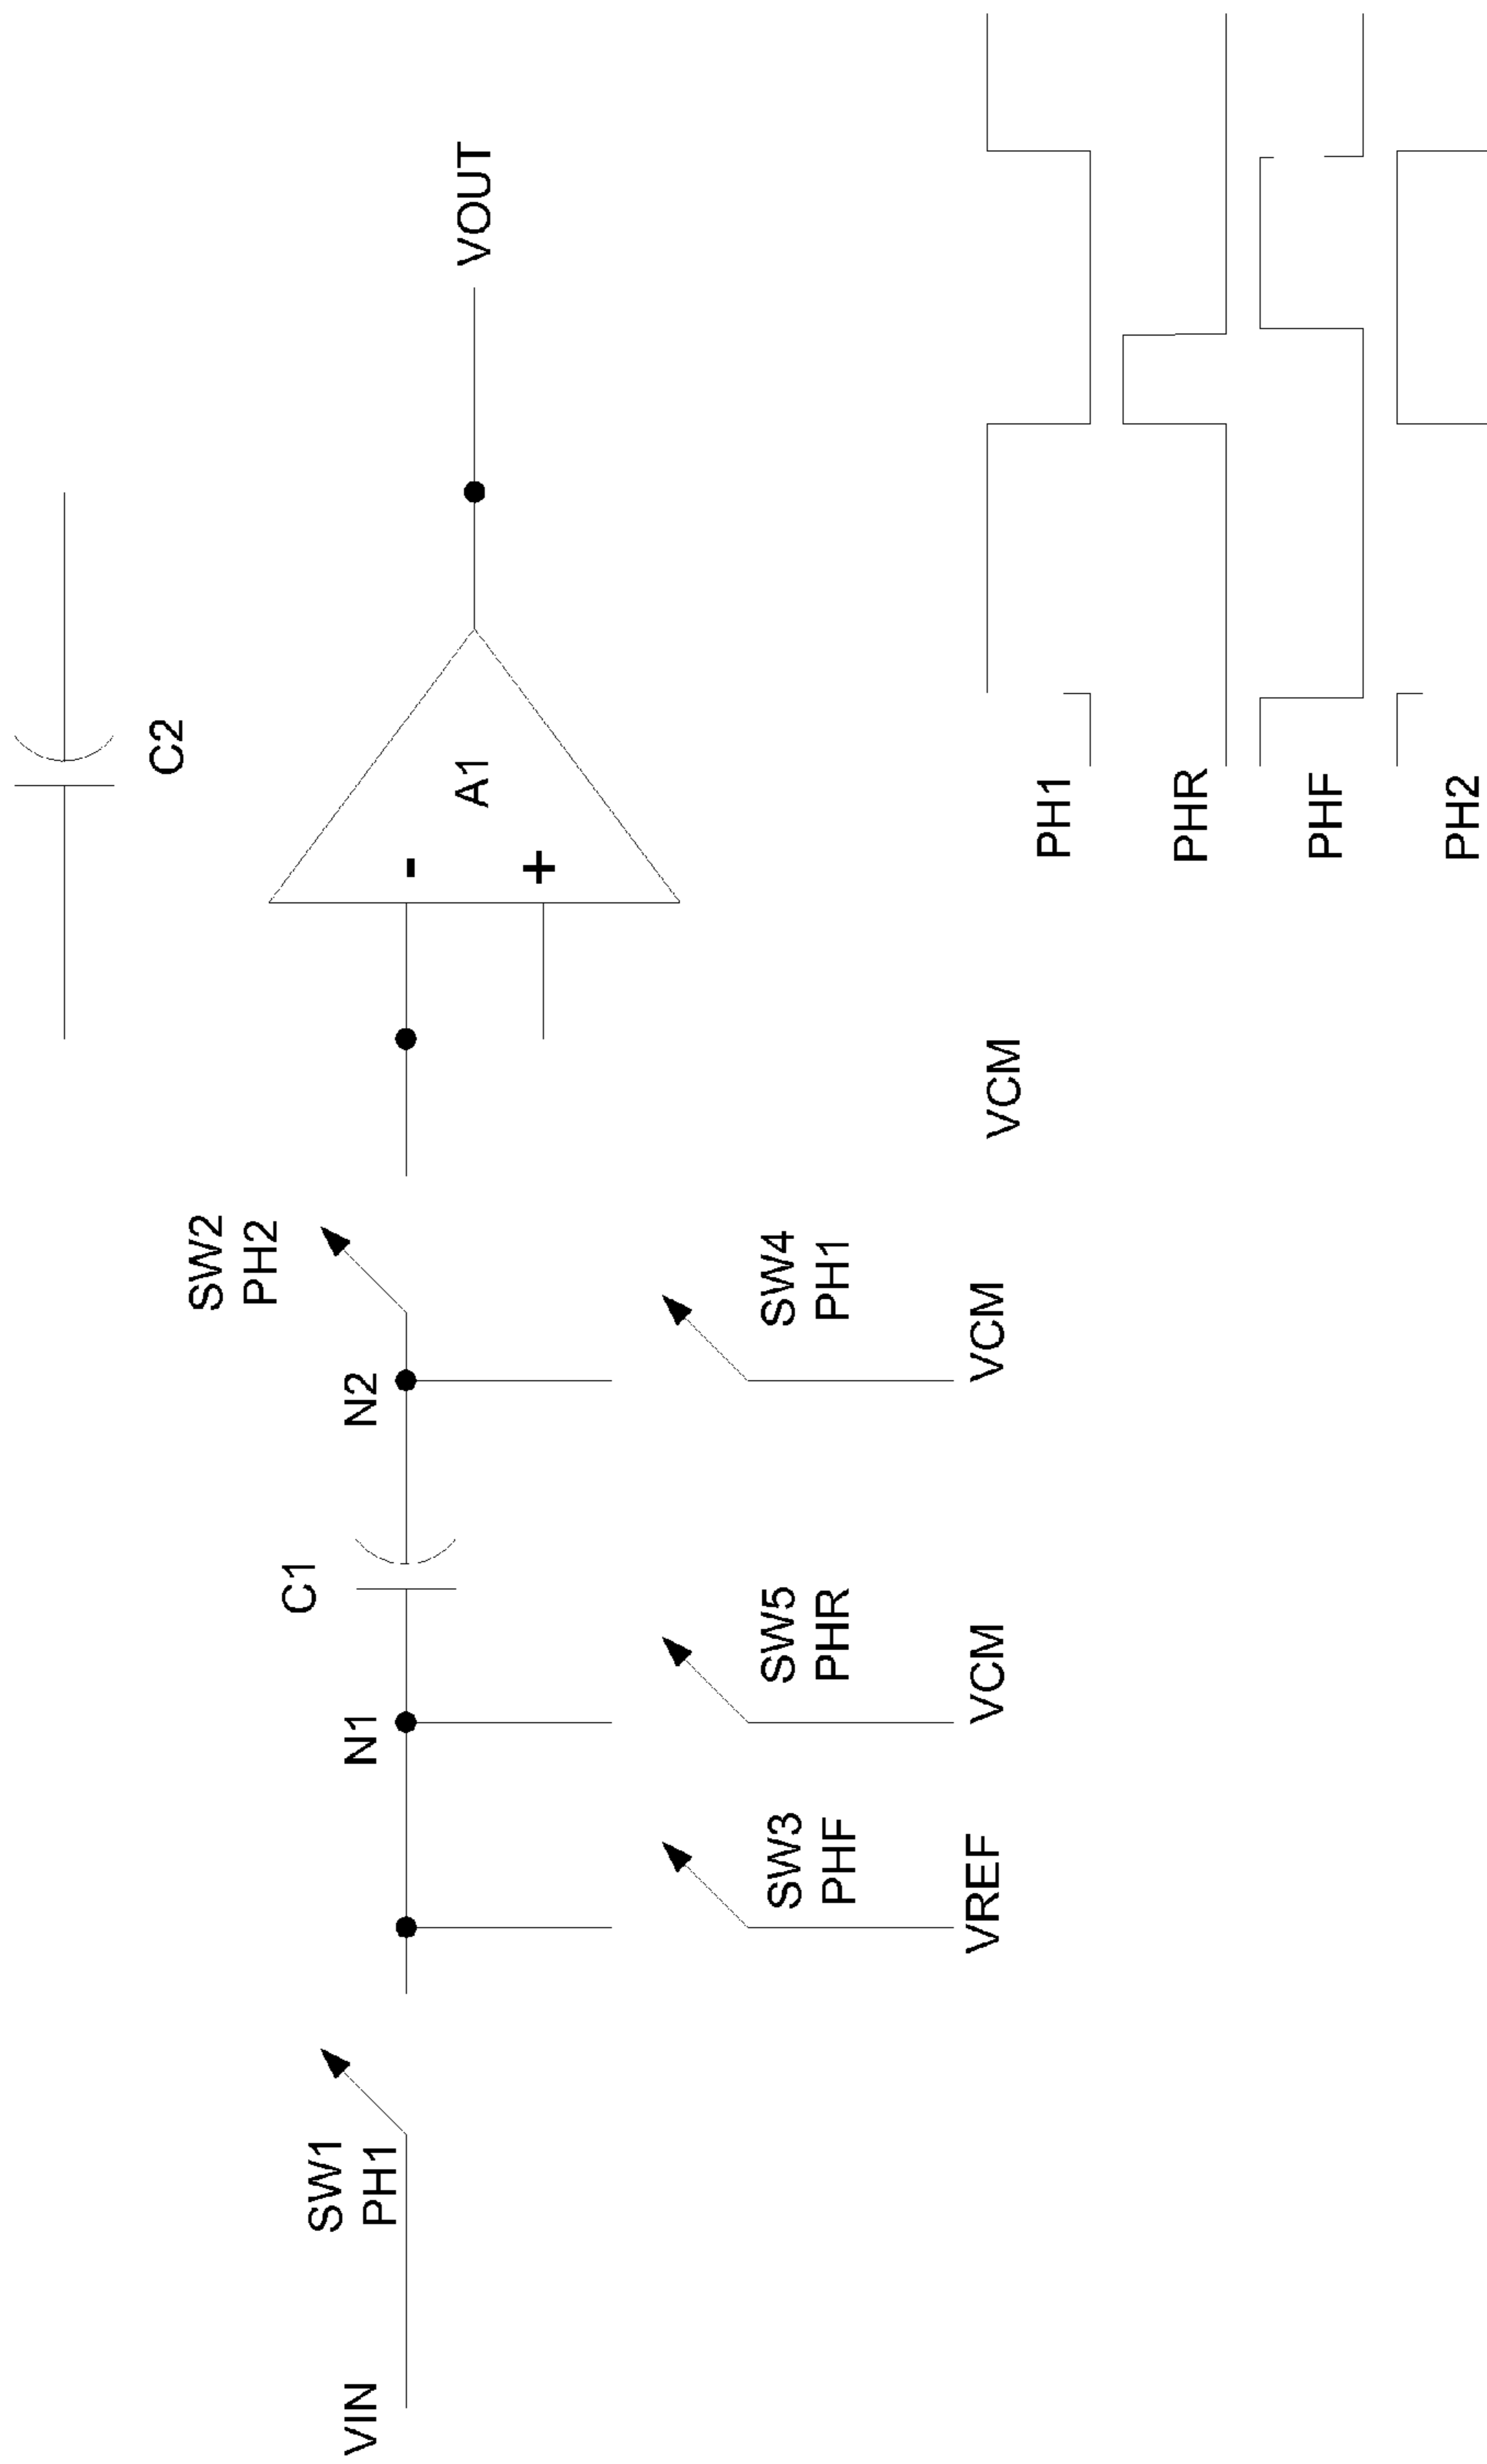 C2
VOUT
A1
-
+
SW2
PH2
SW1
PH1
C1
VIN
N1
N2
SW3
PHF
SW5
PHR
SW4
PH1
VREF
VCM
VCM
VCM
PH1
PHR
PHF
PH2